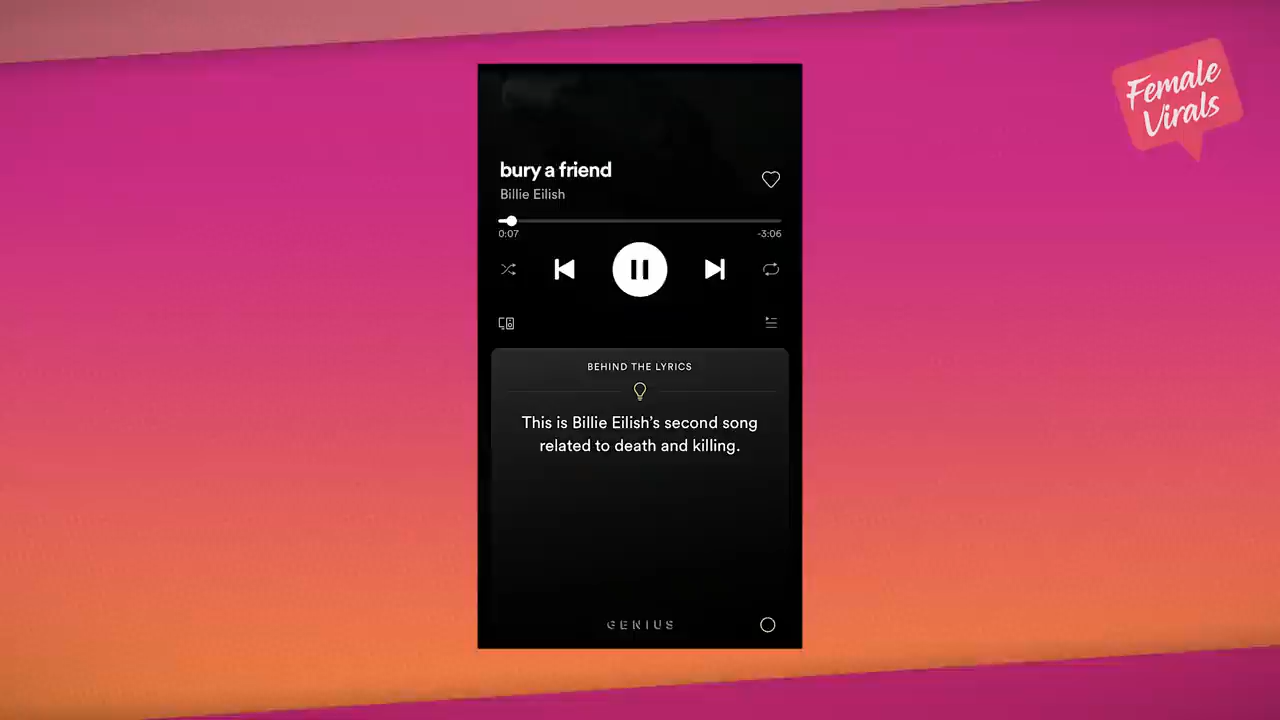 Female
Virals
bury a friend
Billie Eilish
0:07
-3:06
BEHIND THE LYRICS
This is Billie Eilish's second song
related to death and killing.
GENIUS